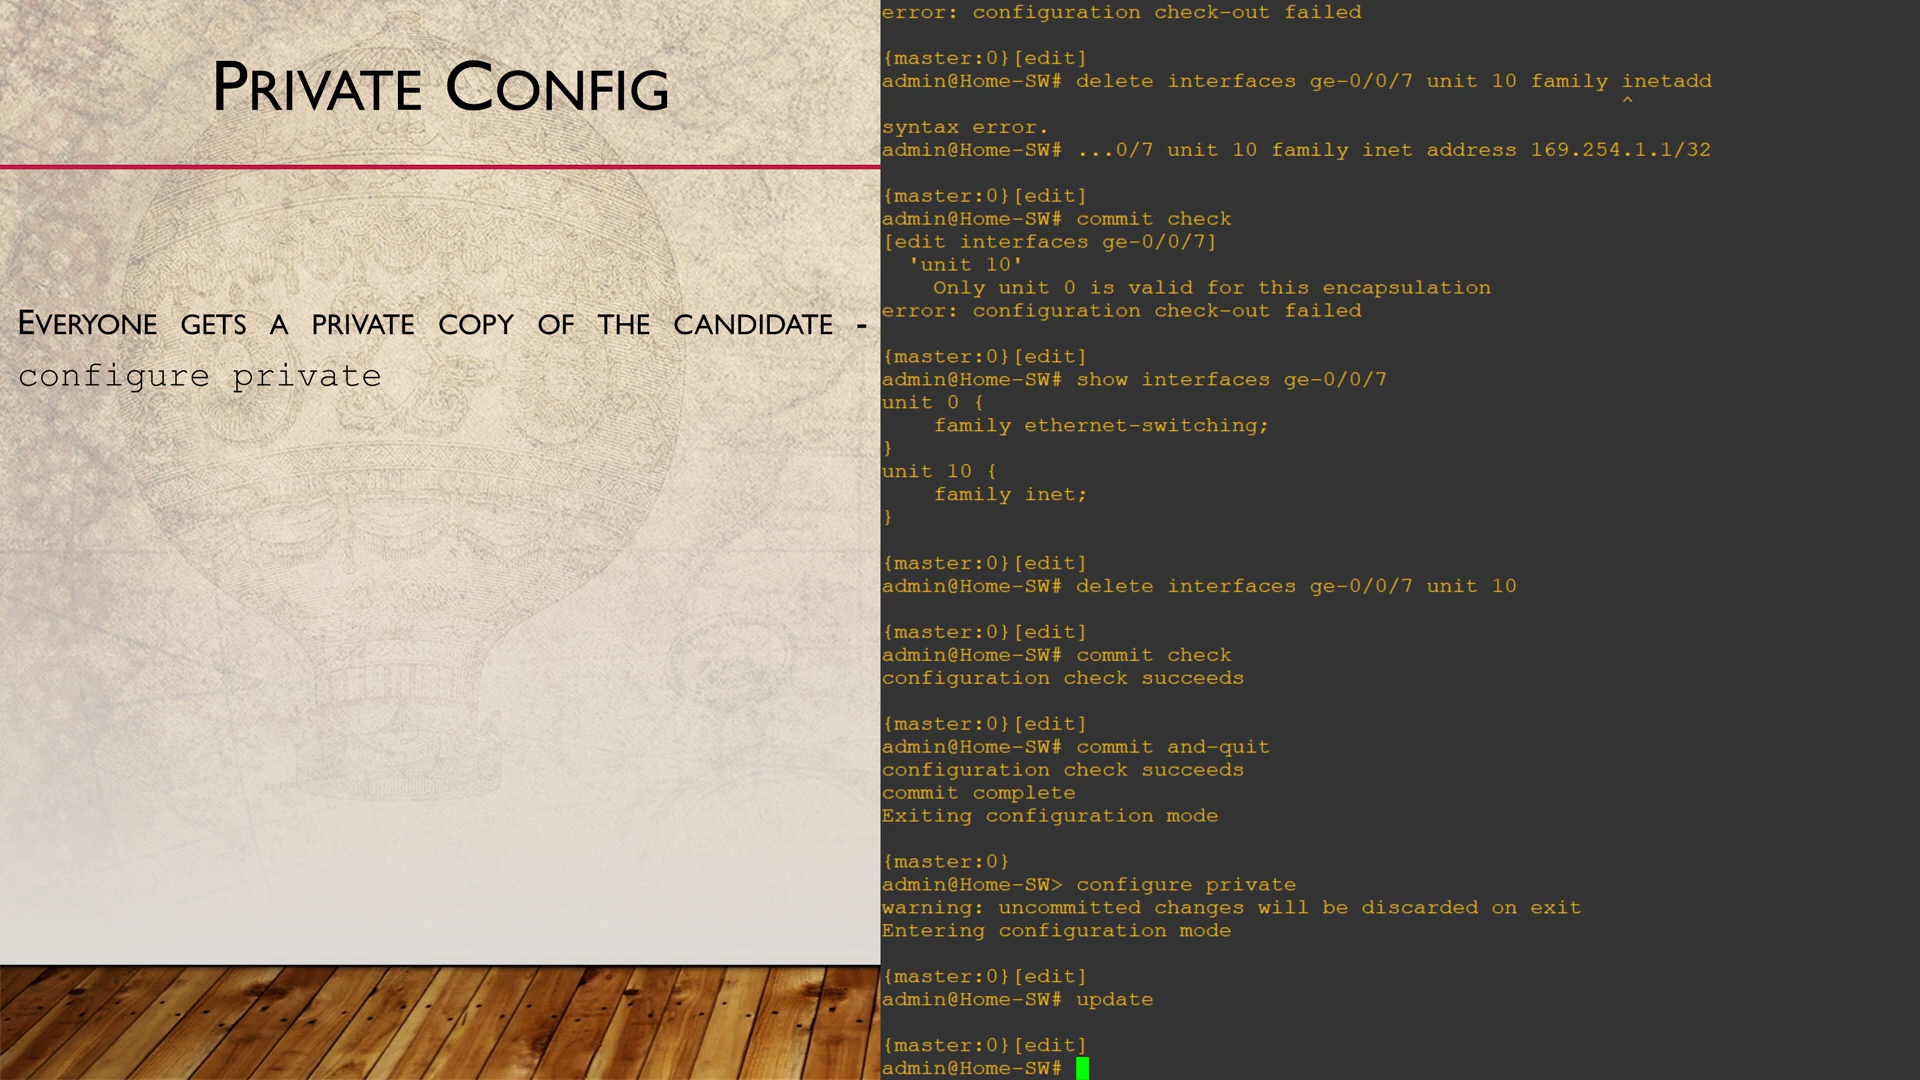 PRIVATE CONFIG
EVERYONE GETS A PRIVATE COPY OF THE CANDIDATE -
configure private
error: configuration check-out failed
{master:0}[edit]
admin@Home-SW# delete interfaces ge-0/0/7 unit 10 family inetadd
^
syntax error.
admin@Home-SW# ...0/7 unit 10 family inet address 169.254.1.1/32
{master:0}[edit]
admin@Home-SW# commit check
[edit interfaces ge-0/0/7]
  'unit 10'
    Only unit 0 is valid for this encapsulation
error: configuration check-out failed
{master:0}[edit]
admin@Home-SW# show interfaces ge-0/0/7
unit 0 {
    family ethernet-switching;
}
unit 10 {
    family inet;
}
{master:0}[edit]
admin@Home-SW# delete interfaces ge-0/0/7 unit 10
{master:0}[edit]
admin@Home-SW# commit check
configuration check succeeds
{master:0}[edit]
admin@Home-SW# commit and-quit
configuration check succeeds
commit complete
Exiting configuration mode
{master:0}
admin@Home-SW> configure private
warning: uncommitted changes will be discarded on exit
Entering configuration mode
{master:0}[edit]
admin@Home-SW# update
{master:0}[edit]
admin@Home-SW#